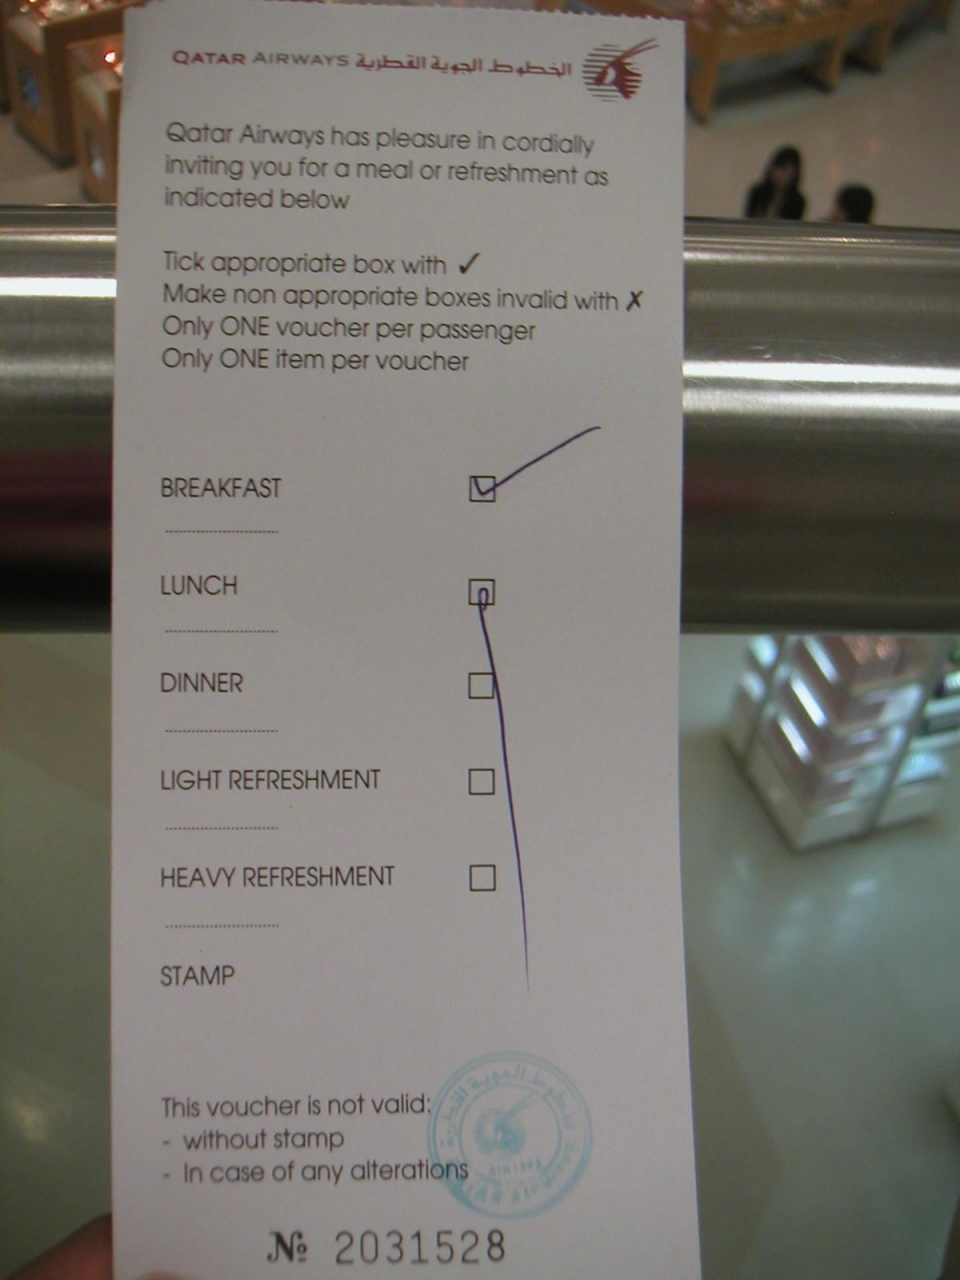 QATAR AIRWAYS الخطوط الجوية القطرية
Qatar Airways has pleasure in cordially
inviting you for a meal or refreshment as
indicated below
Tick appropriate box with ✓
Make non appropriate boxes invalid with ✗
Only ONE voucher per passenger
Only ONE item per voucher
BREAKFAST
LUNCH
DINNER
LIGHT REFRESHMENT
HEAVY REFRESHMENT
STAMP
This voucher is not valid:
- without stamp
- In case of any alterations
№ 2031528